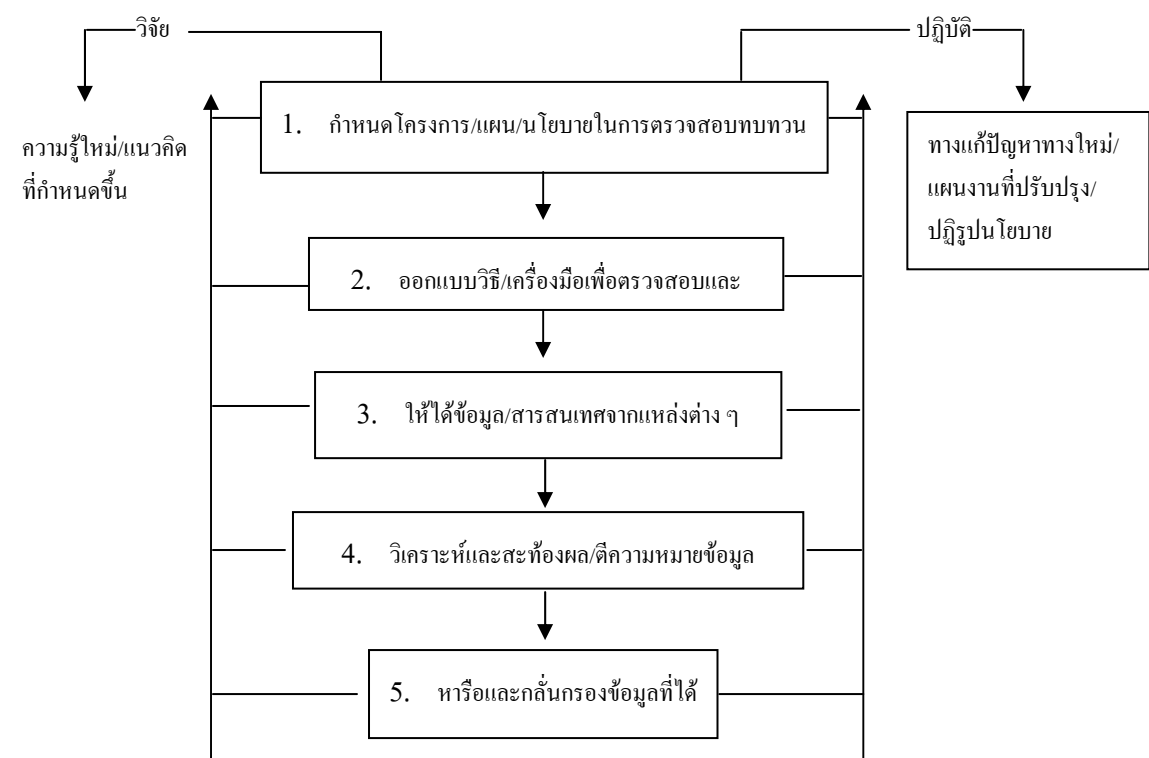 วิจัย
ปฏิบัติ
1. กำหนดโครงการ/แผน/นโยบายในการตรวจสอบทบทวน
ความรู้ใหม่/แนวคิด
ที่กำหนดขึ้น
ทางแก้ปัญหาทางใหม่/
แผนงานที่ปรับปรุง/
ปฏิรูปนโยบาย
2. ออกแบบวิธี/เครื่องมือเพื่อตรวจสอบและ
3. ให้ได้ข้อมูล/สารสนเทศจากแหล่งต่าง ๆ
4. วิเคราะห์และสะท้องผล/ตีความหมายข้อมูล
5. หารือและกลั่นกรองข้อมูลที่ได้